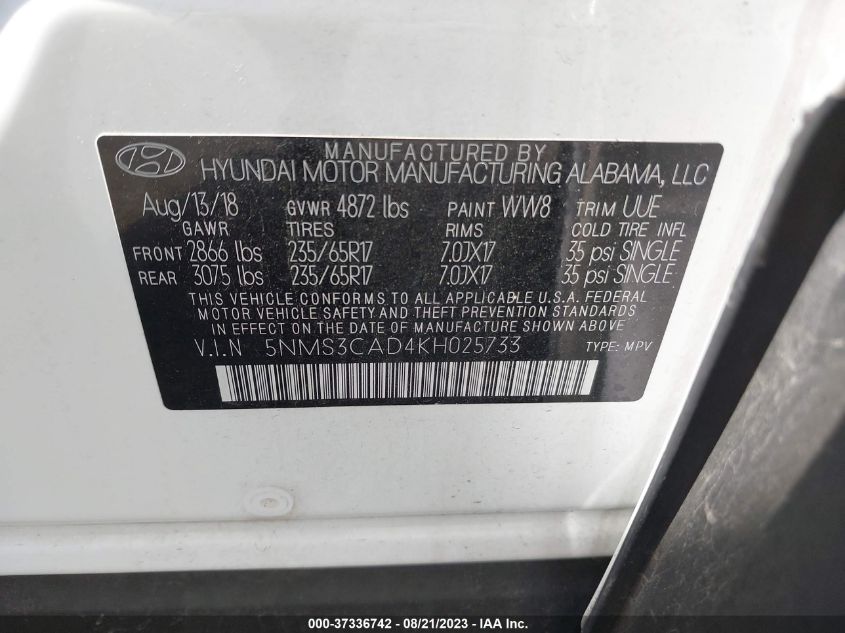 MANUFACTURED BY
HYUNDAI MOTOR MANUFACTURING ALABAMA, LLC
Aug/13/18 GVWR 4872 lbs PAINT WW8 TRIM UUE
GAWR TIRES RIMS COLD TIRE INFL
FRONT 2866 lbs 235/65R17 7.0JX17 35 psi SINGLE
REAR 3075 lbs 235/65R17 7.0JX17 35 psi SINGLE
THIS VEHICLE CONFORMS TO ALL APPLICABLE U.S.A. FEDERAL
MOTOR VEHICLE SAFETY AND THEFT PREVENTION STANDARDS
IN EFFECT ON THE DATE OF MANUFACTURE SHOWN ABOVE
V.I.N 5NMS3CAD4KH025733 TYPE: MPV
000-37336742 - 08/21/2023 - IAA Inc.